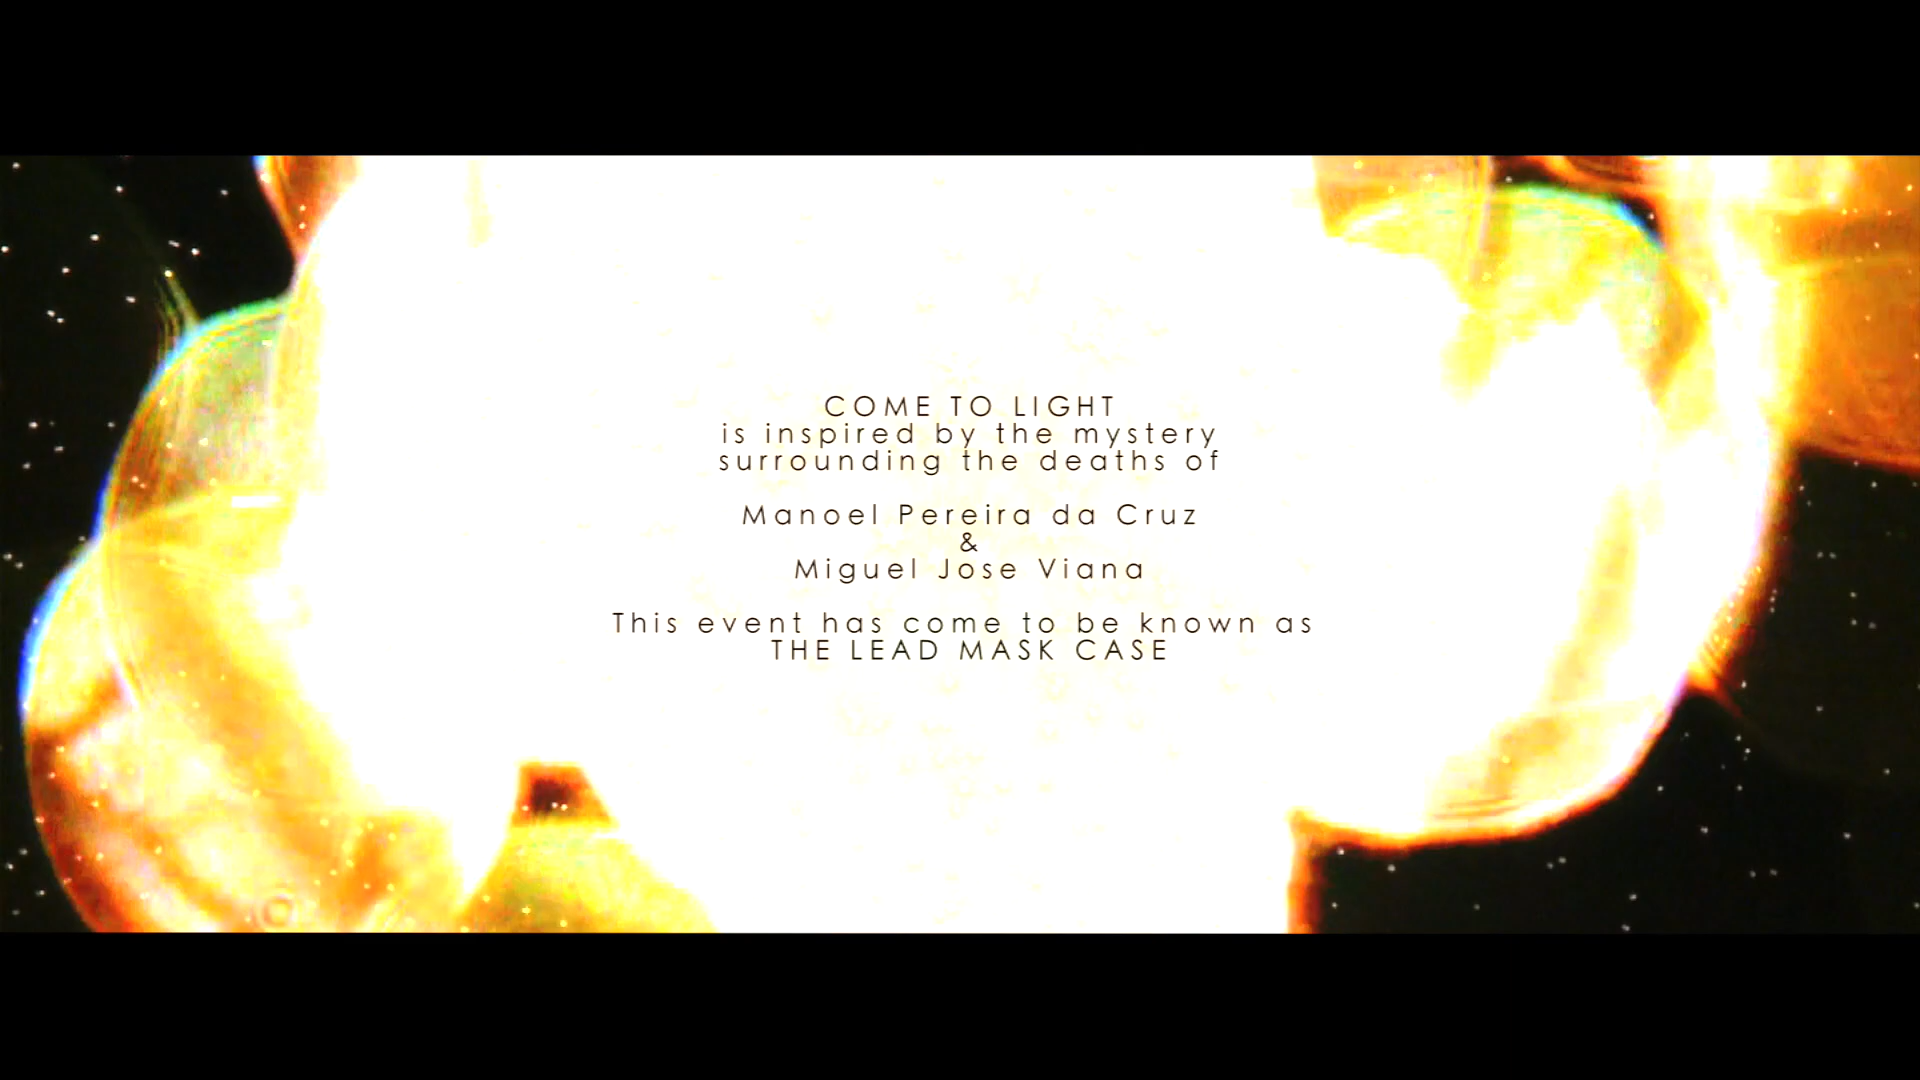 COME TO LIGHT
is inspired by the mystery
surrounding the deaths of
Manoel Pereira da Cruz
&
Miguel Jose Viana
This event has come to be known as
THE LEAD MASK CASE